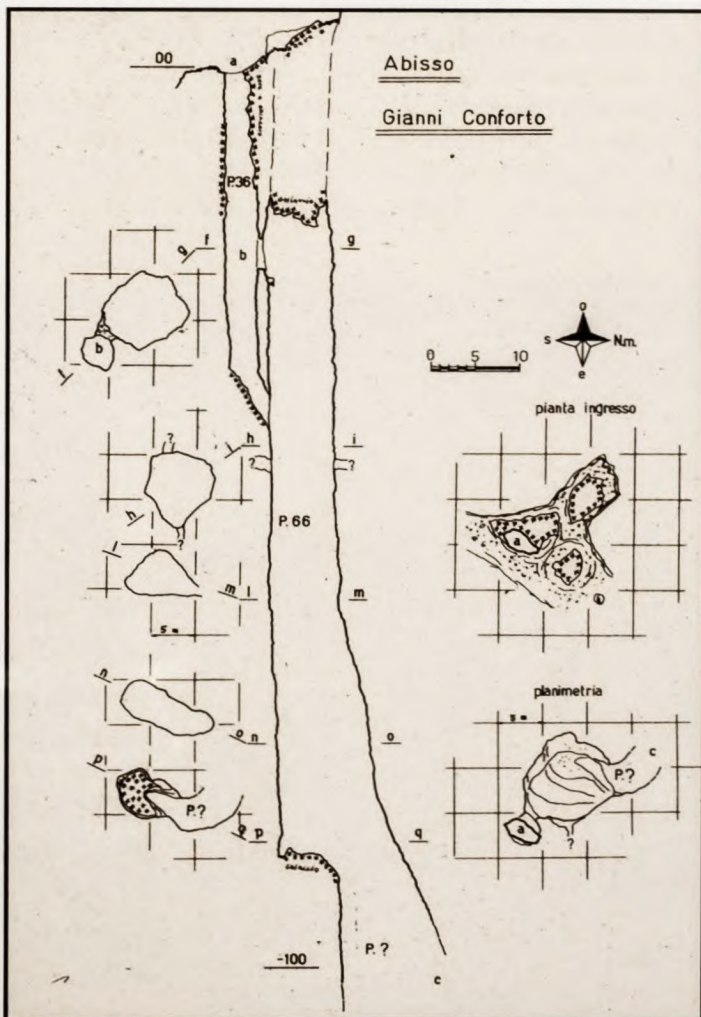 Abisso
Gianni Conforto
00
a
P.36
g
f
b
g
b
f
0 5 10
o
s
N.m.
e
pianta ingresso
?
h
i
l
?
?
h
?
a
P. 66
l
m
l
m
s =
n
planimetria
s =
o
n
o
c
p
P.?
P.?
q
p
q
a
?
-100
P.?
c